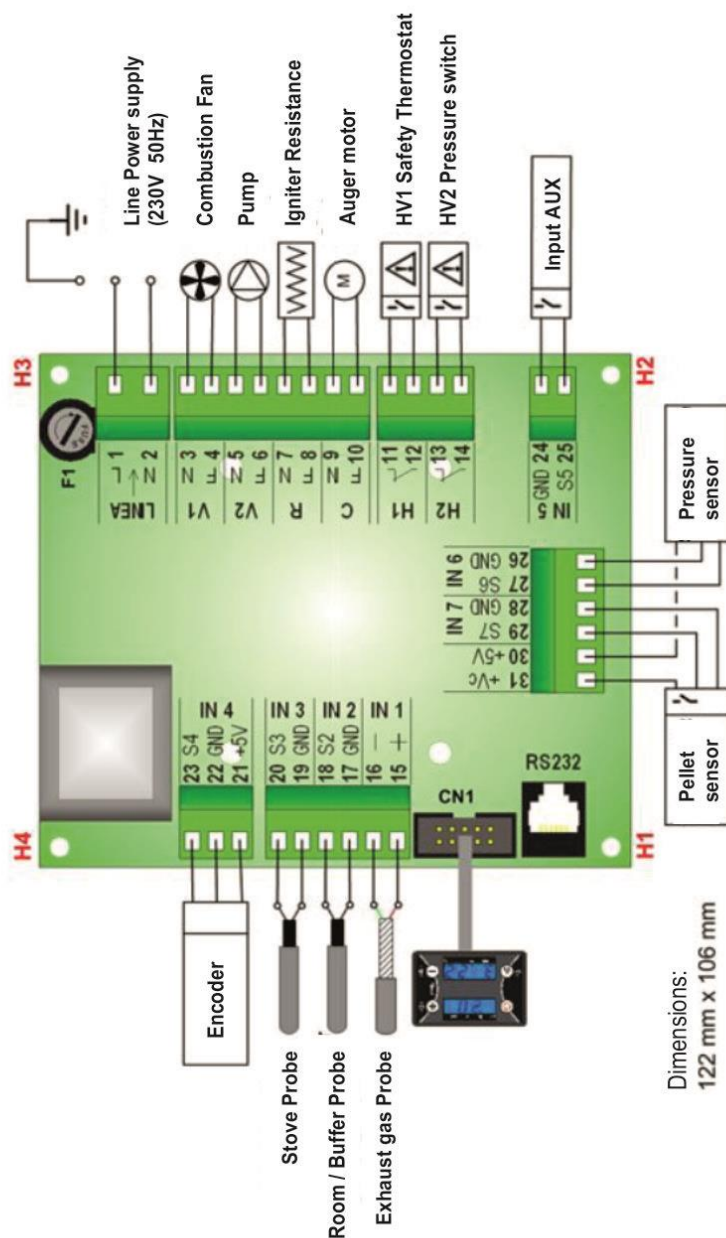 H4
H3
H1
H2
F1
FUSE
Line Power supply
(230V 50Hz)
Combustion Fan
Pump
Igniter Resistance
Auger motor
M
HV1 Safety Thermostat
HV2 Pressure switch
Input AUX
LINEA
L 1
N 2
V1
N 3
F 4
V2
N 5
F 6
R
N 7
F 8
C
N 9
F 10
H1
11
12
H2
13
14
IN 5
GND 24
S5 25
IN 4
23 S4
22 GND
21 +5V
IN 3
20 S3
19 GND
IN 2
18 S2
17 GND
IN 1
16 –
15 +
CN1
RS232
IN 6
26 GND
27 S6
IN 7
28 GND
29 S7
30 +5V
31 +Vc
Encoder
Stove Probe
Room / Buffer Probe
Exhaust gas Probe
Pellet
sensor
Pressure
sensor
Dimensions:
122 mm x 106 mm